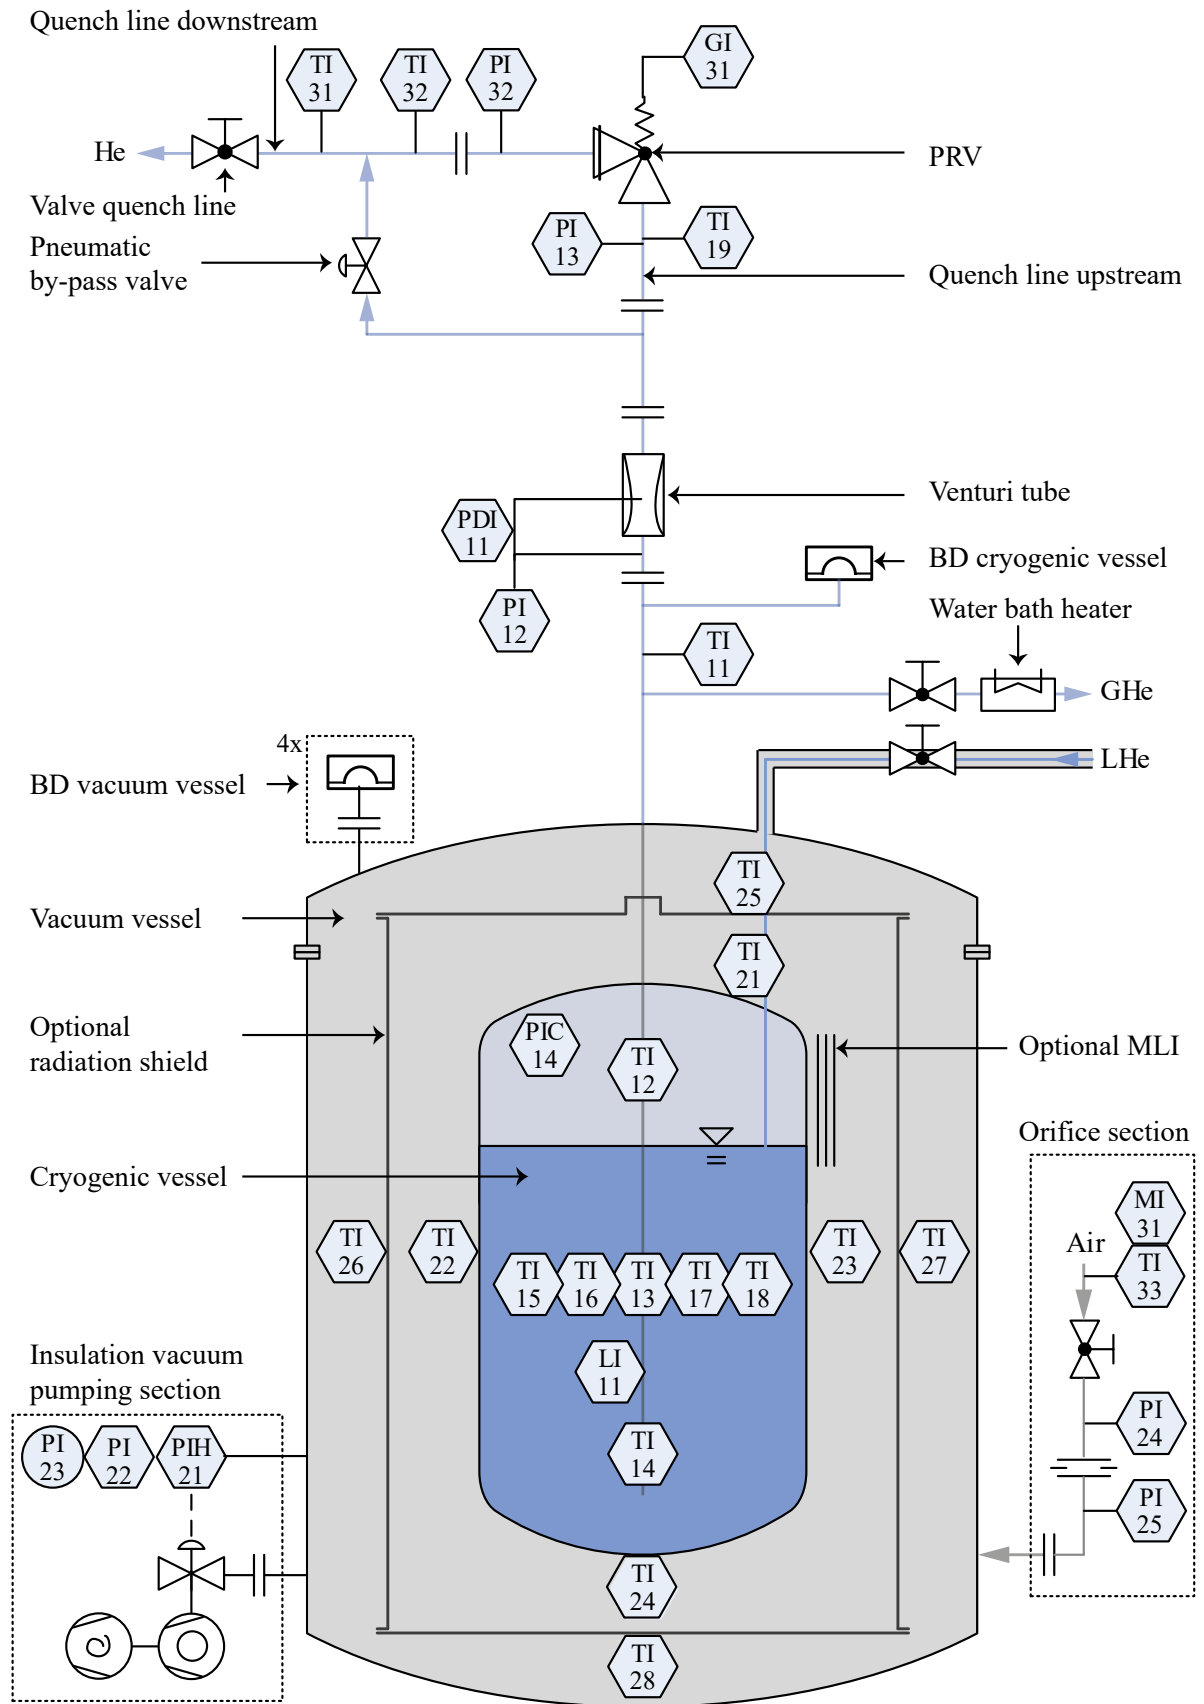 Quench line downstream
TI
31
TI
32
PI
32
GI
31
He
PRV
Valve quench line
Pneumatic
by-pass valve
PI
13
TI
19
Quench line upstream
Venturi tube
PDI
11
PI
12
BD cryogenic vessel
Water bath heater
TI
11
GHe
4x
BD vacuum vessel
LHe
TI
25
Vacuum vessel
TI
21
Optional
radiation shield
PIC
14
TI
12
Optional MLI
Orifice section
Cryogenic vessel
MI
31
Air
TI
33
TI
26
TI
22
TI
15
TI
16
TI
13
TI
17
TI
18
TI
23
TI
27
Insulation vacuum
pumping section
LI
11
PI
24
PI
23
PI
22
PIH
21
TI
14
PI
25
TI
24
TI
28